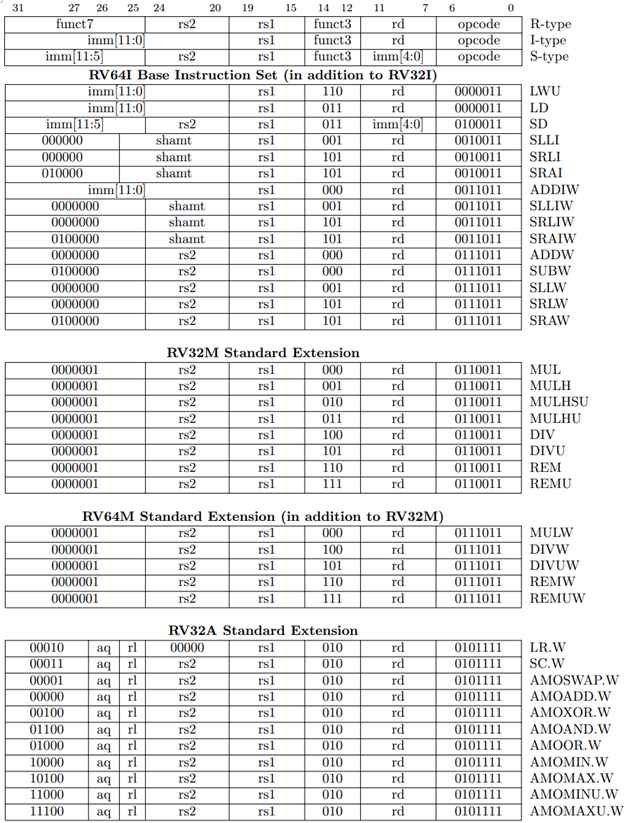 31 27 26 25 24 20 19 15 14 12 11 7 6 0
funct7 rs2 rs1 funct3 rd opcode R-type
imm[11:0] rs1 funct3 rd opcode I-type
imm[11:5] rs2 rs1 funct3 imm[4:0] opcode S-type
RV64I Base Instruction Set (in addition to RV32I)
imm[11:0] rs1 110 rd 0000011 LWU
imm[11:0] rs1 011 rd 0000011 LD
imm[11:5] rs2 rs1 011 imm[4:0] 0100011 SD
000000 shamt rs1 001 rd 0010011 SLLI
000000 shamt rs1 101 rd 0010011 SRLI
010000 shamt rs1 101 rd 0010011 SRAI
imm[11:0] rs1 000 rd 0011011 ADDIW
0000000 shamt rs1 001 rd 0011011 SLLIW
0000000 shamt rs1 101 rd 0011011 SRLIW
0100000 shamt rs1 101 rd 0011011 SRAIW
0000000 rs2 rs1 000 rd 0111011 ADDW
0100000 rs2 rs1 000 rd 0111011 SUBW
0000000 rs2 rs1 001 rd 0111011 SLLW
0000000 rs2 rs1 101 rd 0111011 SRLW
0100000 rs2 rs1 101 rd 0111011 SRAW
RV32M Standard Extension
0000001 rs2 rs1 000 rd 0110011 MUL
0000001 rs2 rs1 001 rd 0110011 MULH
0000001 rs2 rs1 010 rd 0110011 MULHSU
0000001 rs2 rs1 011 rd 0110011 MULHU
0000001 rs2 rs1 100 rd 0110011 DIV
0000001 rs2 rs1 101 rd 0110011 DIVU
0000001 rs2 rs1 110 rd 0110011 REM
0000001 rs2 rs1 111 rd 0110011 REMU
RV64M Standard Extension (in addition to RV32M)
0000001 rs2 rs1 000 rd 0111011 MULW
0000001 rs2 rs1 100 rd 0111011 DIVW
0000001 rs2 rs1 101 rd 0111011 DIVUW
0000001 rs2 rs1 110 rd 0111011 REMW
0000001 rs2 rs1 111 rd 0111011 REMUW
RV32A Standard Extension
00010 aq rl 00000 rs1 010 rd 0101111 LR.W
00011 aq rl rs2 rs1 010 rd 0101111 SC.W
00001 aq rl rs2 rs1 010 rd 0101111 AMOSWAP.W
00000 aq rl rs2 rs1 010 rd 0101111 AMOADD.W
00100 aq rl rs2 rs1 010 rd 0101111 AMOXOR.W
01100 aq rl rs2 rs1 010 rd 0101111 AMOAND.W
01000 aq rl rs2 rs1 010 rd 0101111 AMOOR.W
10000 aq rl rs2 rs1 010 rd 0101111 AMOMIN.W
10100 aq rl rs2 rs1 010 rd 0101111 AMOMAX.W
11000 aq rl rs2 rs1 010 rd 0101111 AMOMINU.W
11100 aq rl rs2 rs1 010 rd 0101111 AMOMAXU.W